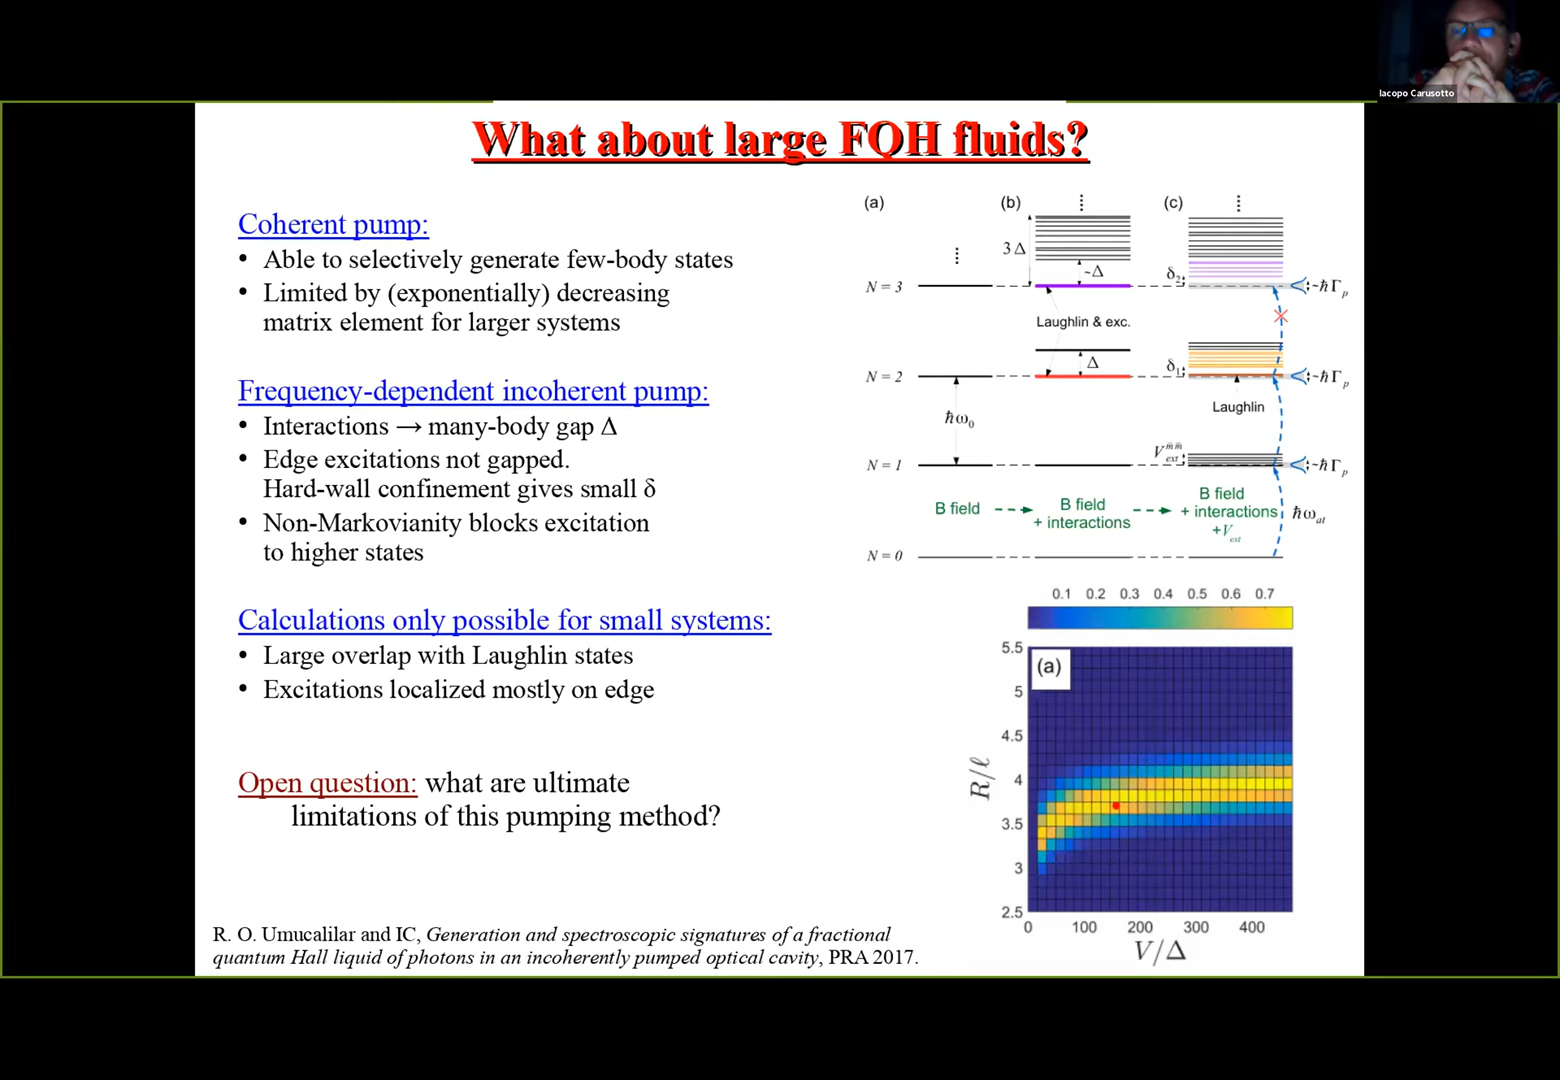 Iacopo Carusotto
What about large FQH fluids?
Coherent pump:
• Able to selectively generate few-body states
• Limited by (exponentially) decreasing
matrix element for larger systems
Frequency-dependent incoherent pump:
• Interactions → many-body gap Δ
• Edge excitations not gapped.
Hard-wall confinement gives small δ
• Non-Markovianity blocks excitation
to higher states
Calculations only possible for small systems:
• Large overlap with Laughlin states
• Excitations localized mostly on edge
Open question: what are ultimate
limitations of this pumping method?
R. O. Umucalilar and IC, Generation and spectroscopic signatures of a fractional
quantum Hall liquid of photons in an incoherently pumped optical cavity, PRA 2017.
(a) (b) (c)
3 Δ
~Δ
δ₂
N = 3
~ħΓp
Laughlin & exc.
Δ
δ₁
N = 2
~ħΓp
Laughlin
ħω₀
V ext m̃ m̃
N = 1
~ħΓp
B field
B field
+ interactions
B field
+ interactions
+V ext
ħω at
N = 0
0.1 0.2 0.3 0.4 0.5 0.6 0.7
(a)
5.5
5
4.5
4
3.5
3
2.5
R/ℓ
0 100 200 300 400
V/Δ